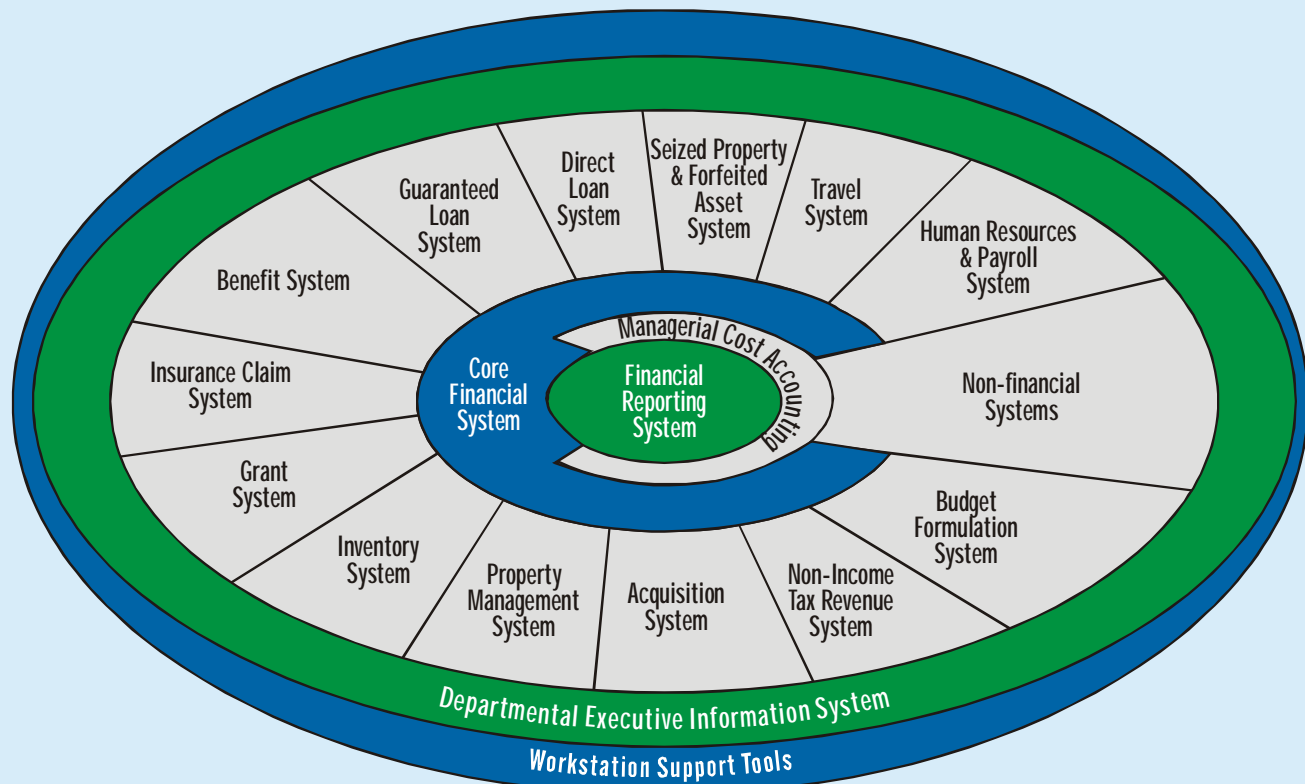 Seized Property
& Forfeited
Asset
System
Direct
Loan
System
Travel
System
Guaranteed
Loan
System
Human Resources
& Payroll
System
Benefit System
Managerial Cost Accounting
Core
Financial
System
Financial
Reporting
System
Non-financial
Systems
Insurance Claim
System
Grant
System
Budget
Formulation
System
Inventory
System
Property
Management
System
Acquisition
System
Non-Income
Tax Revenue
System
Departmental Executive Information System
Workstation Support Tools